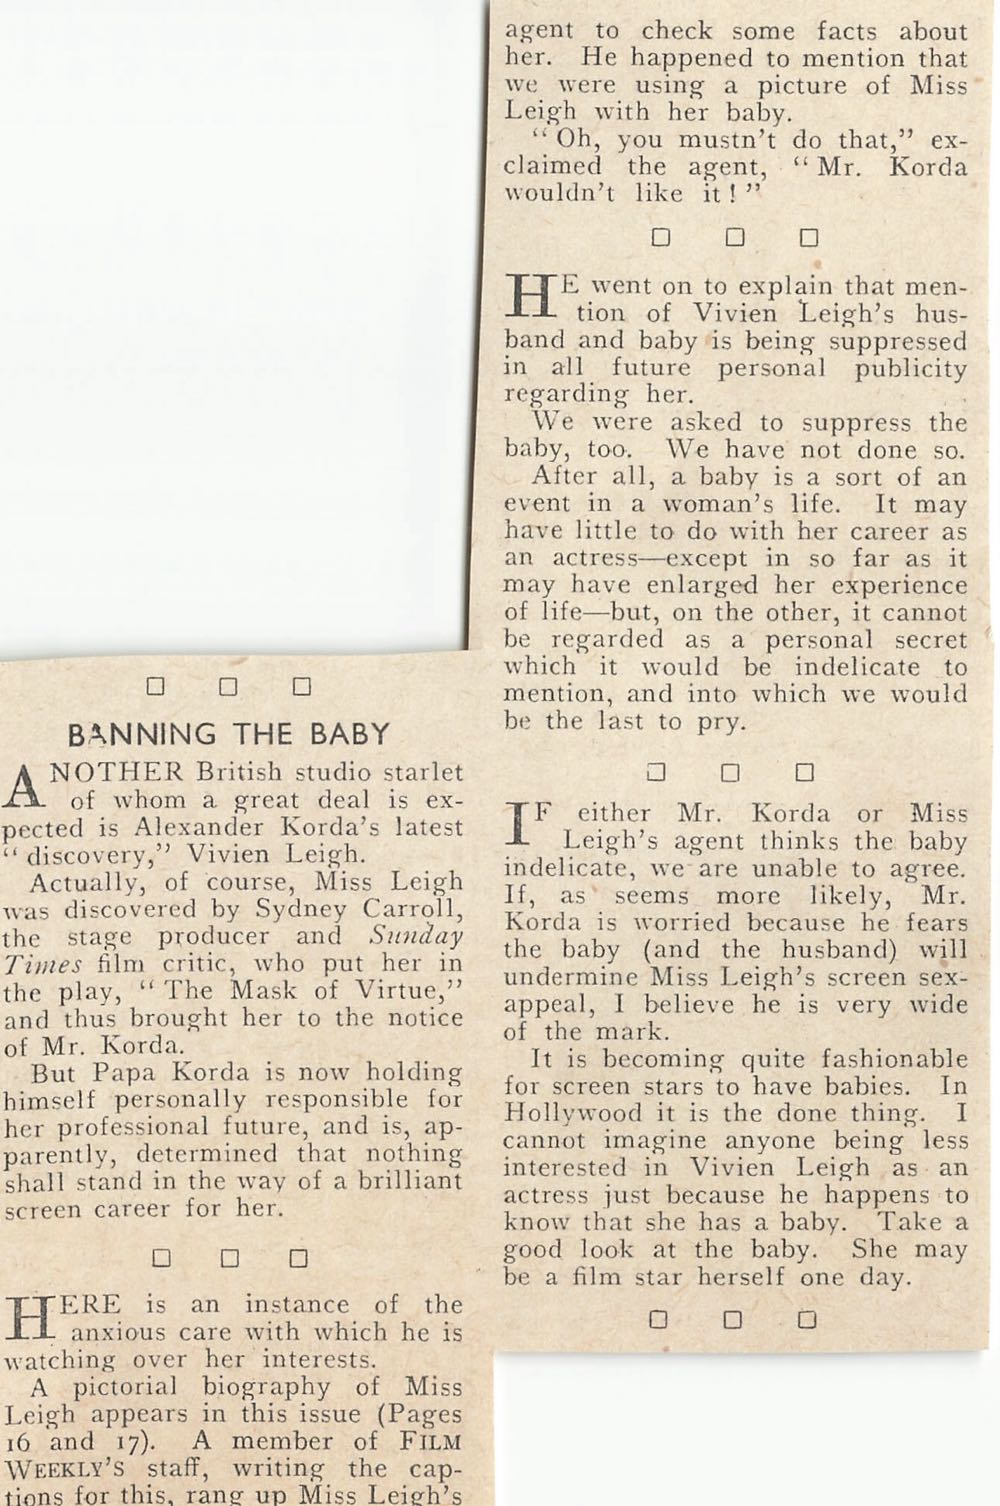 □ □ □
BANNING THE BABY
ANOTHER British studio starlet
of whom a great deal is ex-
pected is Alexander Korda's latest
“ discovery,” Vivien Leigh.
Actually, of course, Miss Leigh
was discovered by Sydney Carroll,
the stage producer and Sunday
Times film critic, who put her in
the play, “ The Mask of Virtue,”
and thus brought her to the notice
of Mr. Korda.
But Papa Korda is now holding
himself personally responsible for
her professional future, and is, ap-
parently, determined that nothing
shall stand in the way of a brilliant
screen career for her.
□ □ □
HERE is an instance of the
anxious care with which he is
watching over her interests.
A pictorial biography of Miss
Leigh appears in this issue (Pages
16 and 17). A member of FILM
WEEKLY'S staff, writing the cap-
tions for this, rang up Miss Leigh's
agent to check some facts about
her. He happened to mention that
we were using a picture of Miss
Leigh with her baby.
“ Oh, you mustn't do that,” ex-
claimed the agent, “ Mr. Korda
wouldn't like it ! ”
□ □ □
HE went on to explain that men-
tion of Vivien Leigh's hus-
band and baby is being suppressed
in all future personal publicity
regarding her.
We were asked to suppress the
baby, too. We have not done so.
After all, a baby is a sort of an
event in a woman's life. It may
have little to do with her career as
an actress—except in so far as it
may have enlarged her experience
of life—but, on the other, it cannot
be regarded as a personal secret
which it would be indelicate to
mention, and into which we would
be the last to pry.
□ □ □
IF either Mr. Korda or Miss
Leigh's agent thinks the baby
indelicate, we are unable to agree.
If, as seems more likely, Mr.
Korda is worried because he fears
the baby (and the husband) will
undermine Miss Leigh's screen sex-
appeal, I believe he is very wide
of the mark.
It is becoming quite fashionable
for screen stars to have babies. In
Hollywood it is the done thing. I
cannot imagine anyone being less
interested in Vivien Leigh as an
actress just because he happens to
know that she has a baby. Take a
good look at the baby. She may
be a film star herself one day.
□ □ □